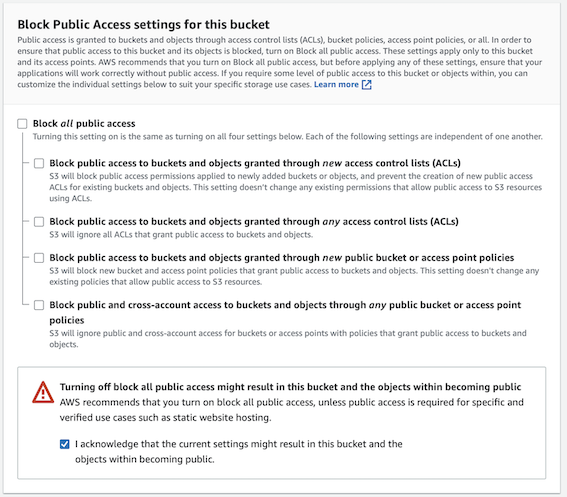 Block Public Access settings for this bucket
Public access is granted to buckets and objects through access control lists (ACLs), bucket policies, access point policies, or all. In order to
ensure that public access to this bucket and its objects is blocked, turn on Block all public access. These settings apply only to this bucket
and its access points. AWS recommends that you turn on Block all public access, but before applying any of these settings, ensure that your
applications will work correctly without public access. If you require some level of public access to this bucket or objects within, you can
customize the individual settings below to suit your specific storage use cases. Learn more
Block all public access
Turning this setting on is the same as turning on all four settings below. Each of the following settings are independent of one another.
Block public access to buckets and objects granted through new access control lists (ACLs)
S3 will block public access permissions applied to newly added buckets or objects, and prevent the creation of new public access
ACLs for existing buckets and objects. This setting doesn't change any existing permissions that allow public access to S3 resources
using ACLs.
Block public access to buckets and objects granted through any access control lists (ACLs)
S3 will ignore all ACLs that grant public access to buckets and objects.
Block public access to buckets and objects granted through new public bucket or access point policies
S3 will block new bucket and access point policies that grant public access to buckets and objects. This setting doesn't change any
existing policies that allow public access to S3 resources.
Block public and cross-account access to buckets and objects through any public bucket or access point
policies
S3 will ignore public and cross-account access for buckets or access points with policies that grant public access to buckets and
objects.
Turning off block all public access might result in this bucket and the objects within becoming public
AWS recommends that you turn on block all public access, unless public access is required for specific and
verified use cases such as static website hosting.
I acknowledge that the current settings might result in this bucket and the
objects within becoming public.